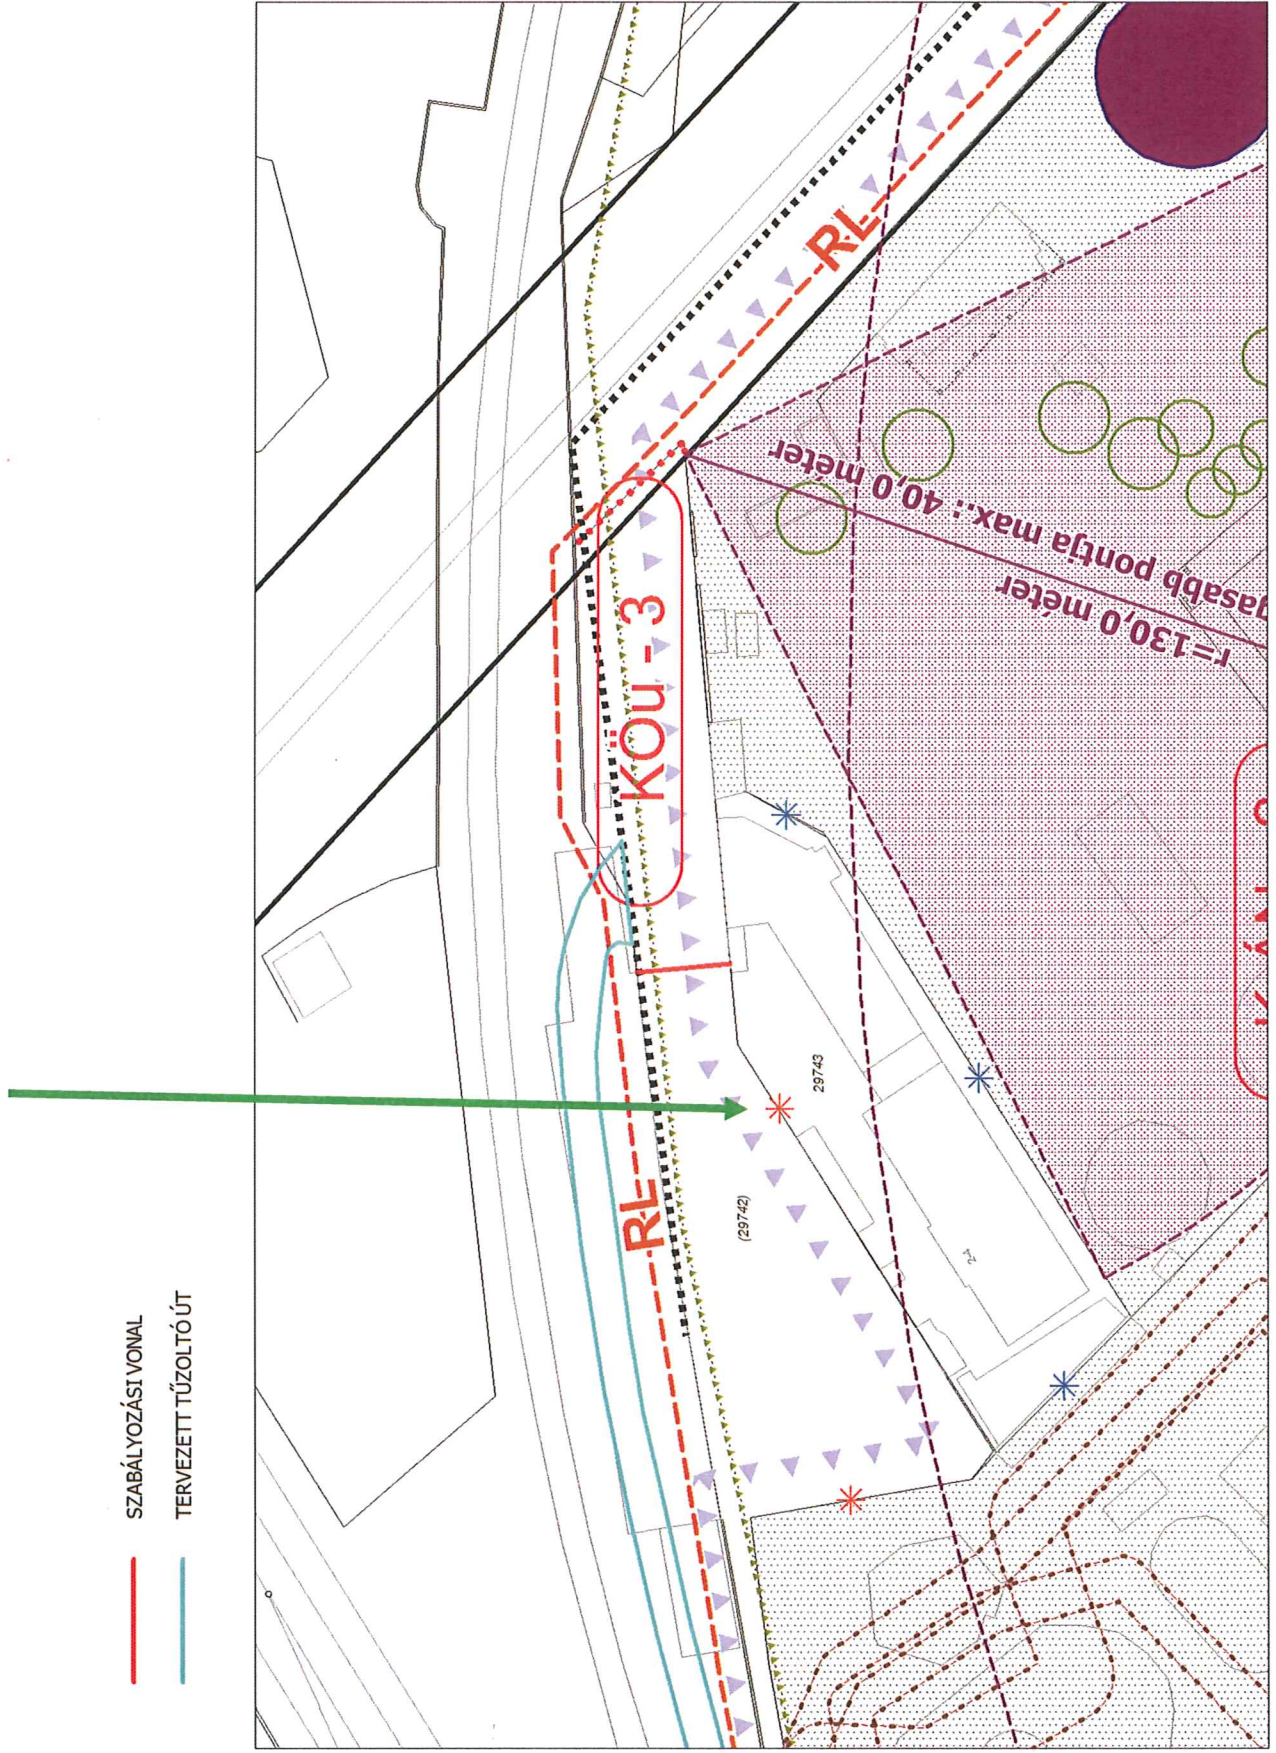 SZABÁLYOZÁSI VONAL
TERVEZETT TŰZOLTÓ ÚT
RL
RL
KÖu - 3
29743
(29742)
24
pontja max.: 40,0 méter
r=130,0 méter